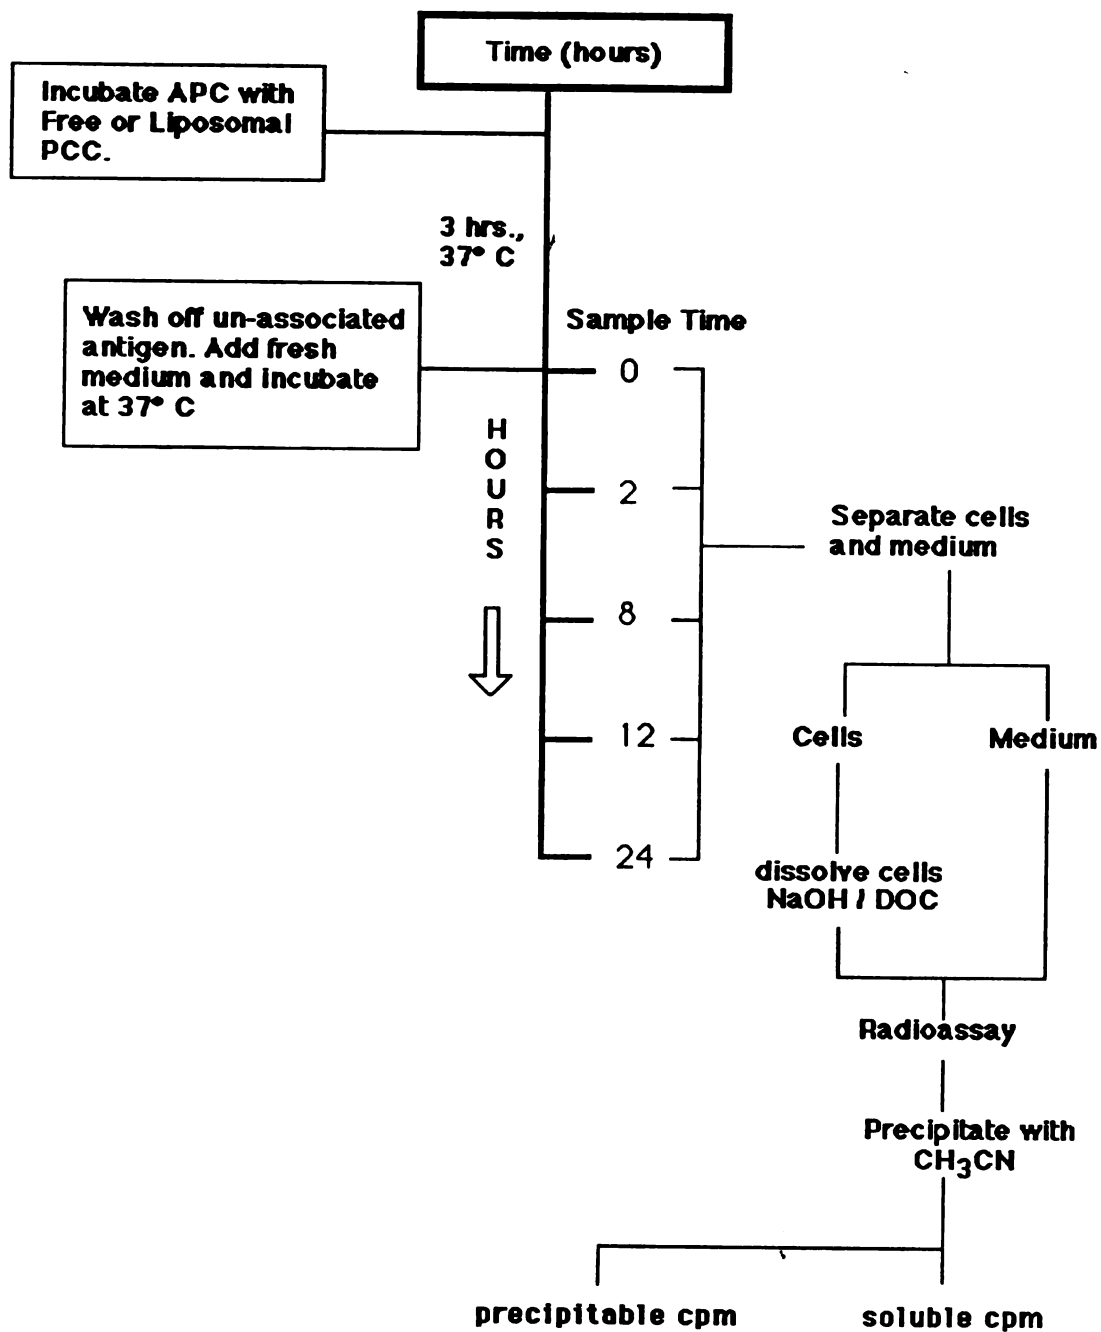 Time (hours)
Incubate APC with
Free or Liposomal
PCC.
3 hrs.,
37° C
Wash off un-associated
antigen. Add fresh
medium and incubate
at 37° C
Sample Time
0
H
O
U
R
S
2
8
12
24
Separate cells
and medium
Cells
Medium
dissolve cells
NaOH / DOC
Radioassay
Precipitate with
CH₃CN
precipitable cpm
soluble cpm